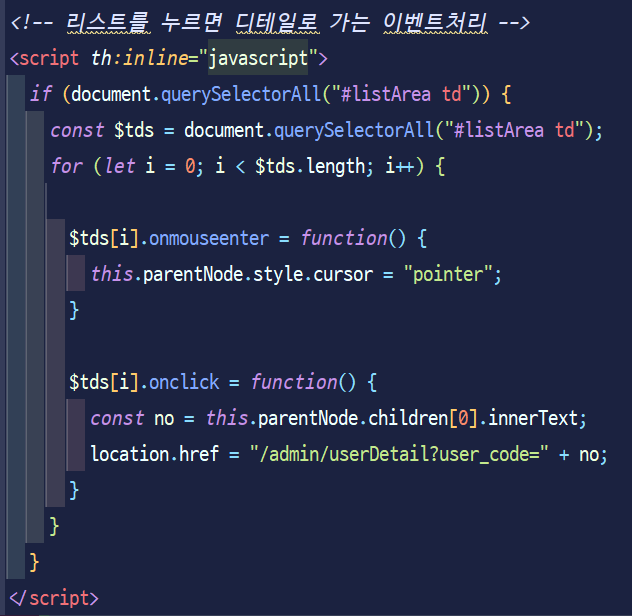 <!-- 리스트를 누르면 디테일로 가는 이벤트처리 -->
<script th:inline="javascript">
if (document.querySelectorAll("#listArea td")) {
const $tds = document.querySelectorAll("#listArea td");
for (let i = 0; i < $tds.length; i++) {
$tds[i].onmouseenter = function() {
this.parentNode.style.cursor = "pointer";
}
$tds[i].onclick = function() {
const no = this.parentNode.children[0].innerText;
location.href = "/admin/userDetail?user_code=" + no;
}
}
}
</script>